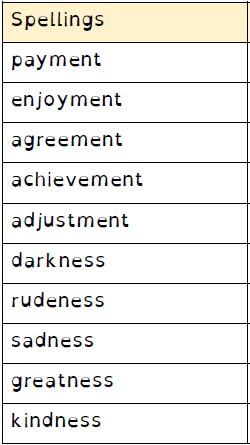 Spellings
payment
enjoyment
agreement
achievement
adjustment
darkness
rudeness
sadness
greatness
kindness